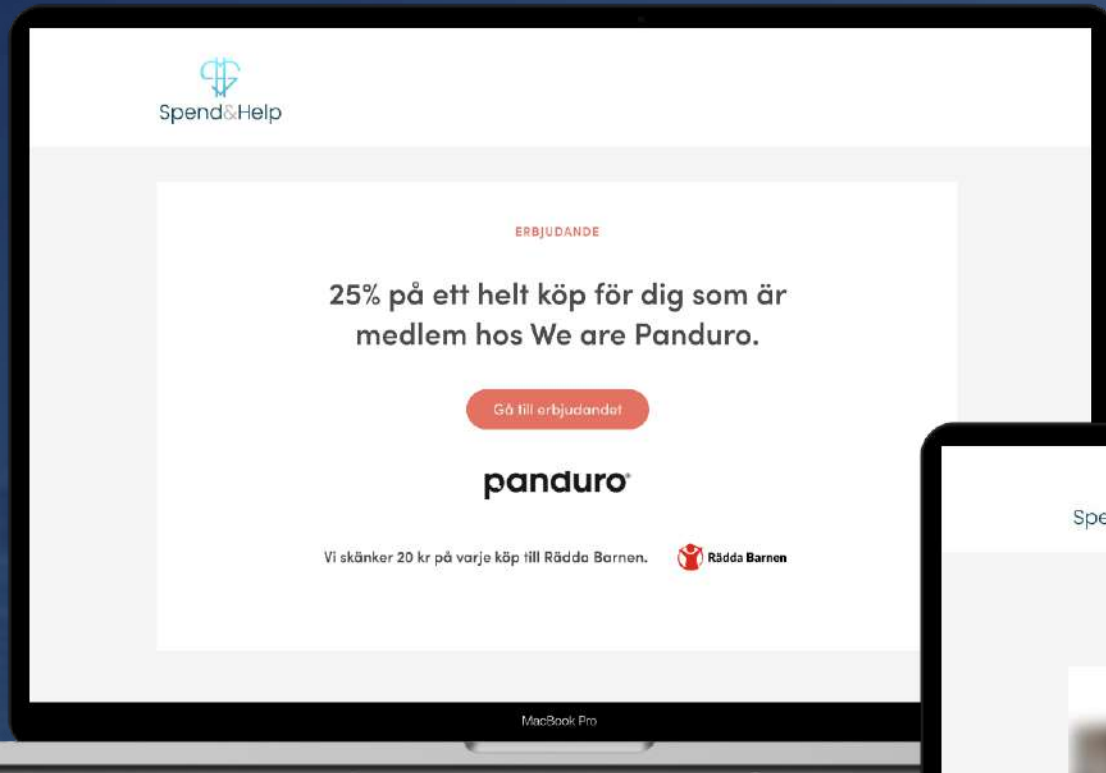 Spend&Help
ERBJUDANDE
25% på ett helt köp för dig som är
medlem hos We are Panduro.
Gå till erbjudandet
panduro®
Vi skänker 20 kr på varje köp till Rädda Barnen.
Rädda Barnen
MacBook Pro
Spe